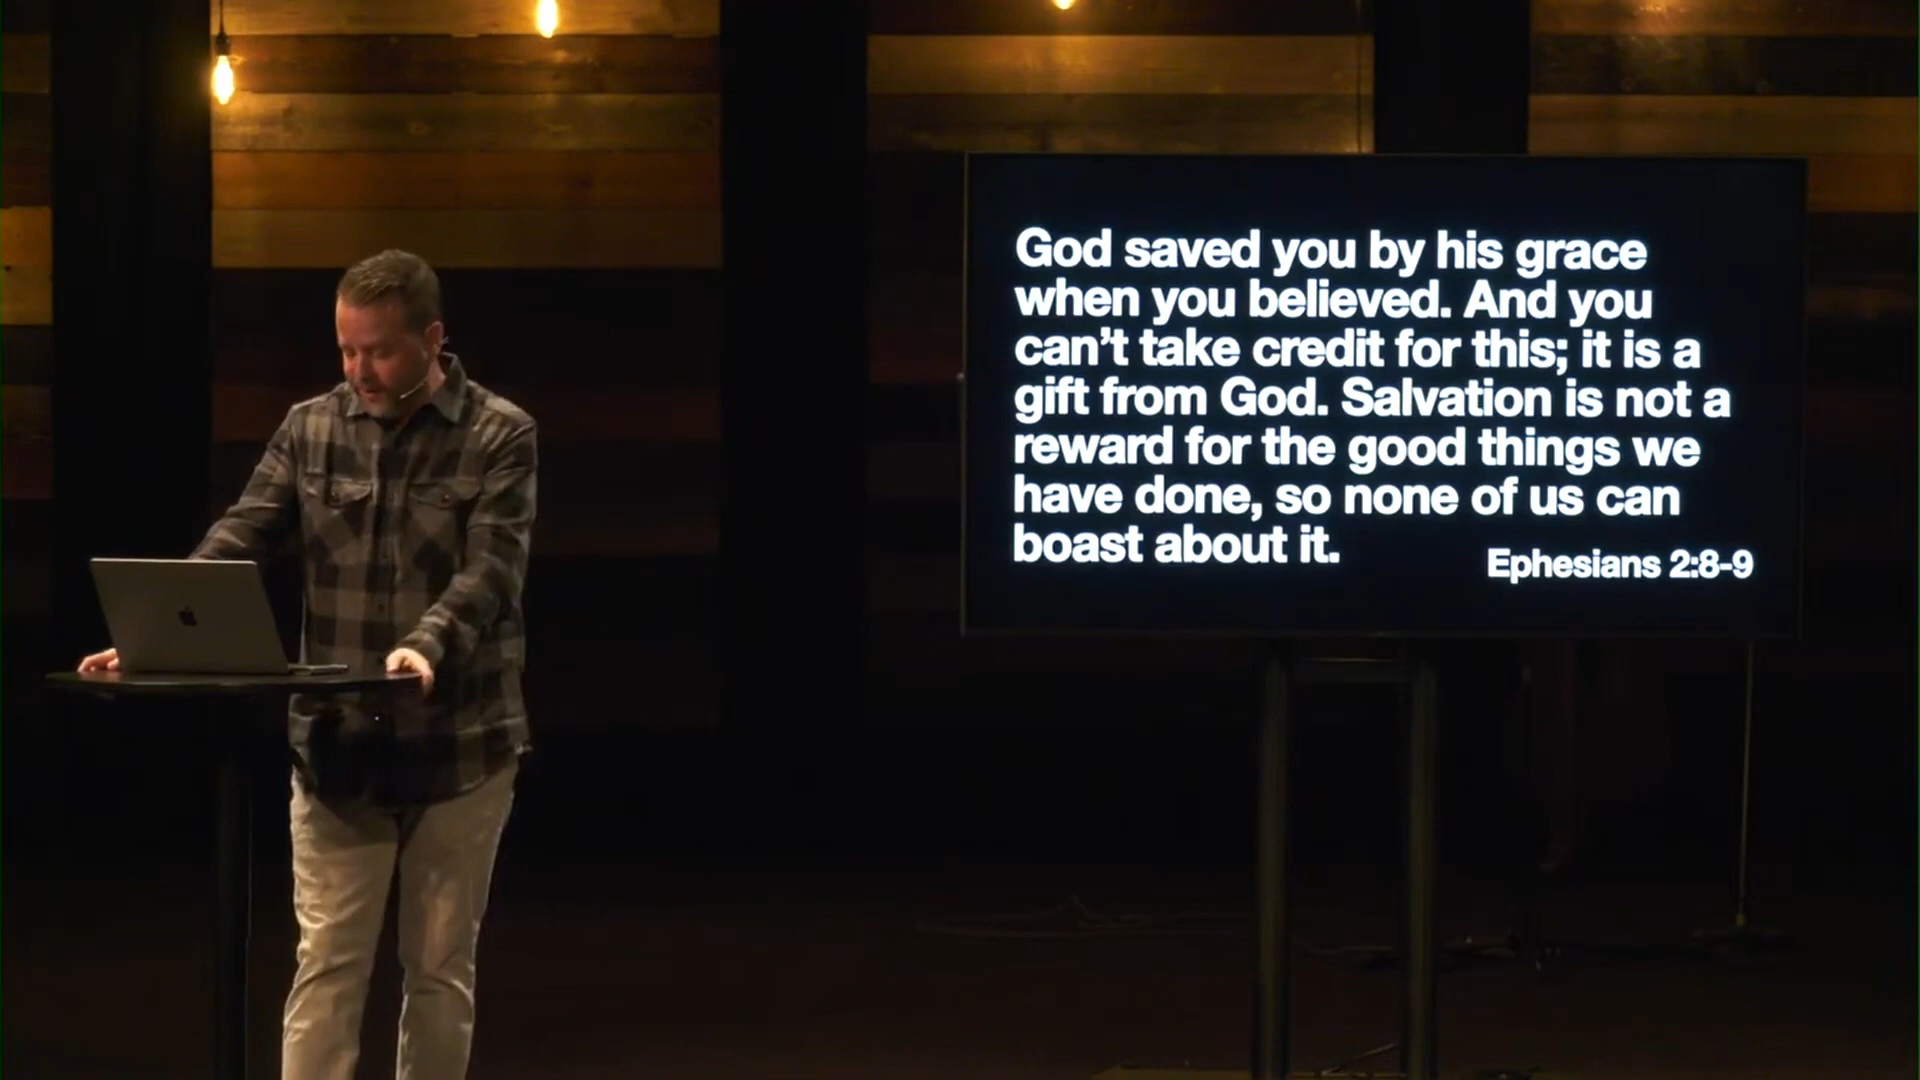 God saved you by his grace
when you believed. And you
can’t take credit for this; it is a
gift from God. Salvation is not a
reward for the good things we
have done, so none of us can
boast about it.
Ephesians 2:8-9